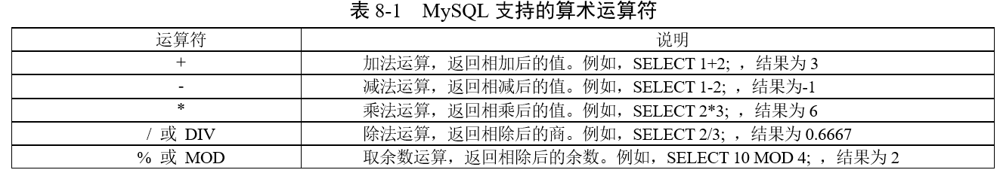 表 8-1 MySQL 支持的算术运算符
运算符 说明
+ 加法运算，返回相加后的值。例如，SELECT 1+2; ，结果为 3
- 减法运算，返回相减后的值。例如，SELECT 1-2; ，结果为-1
* 乘法运算，返回相乘后的值。例如，SELECT 2*3; ，结果为 6
/ 或 DIV 除法运算，返回相除后的商。例如，SELECT 2/3; ，结果为 0.6667
% 或 MOD 取余数运算，返回相除后的余数。例如，SELECT 10 MOD 4; ，结果为 2